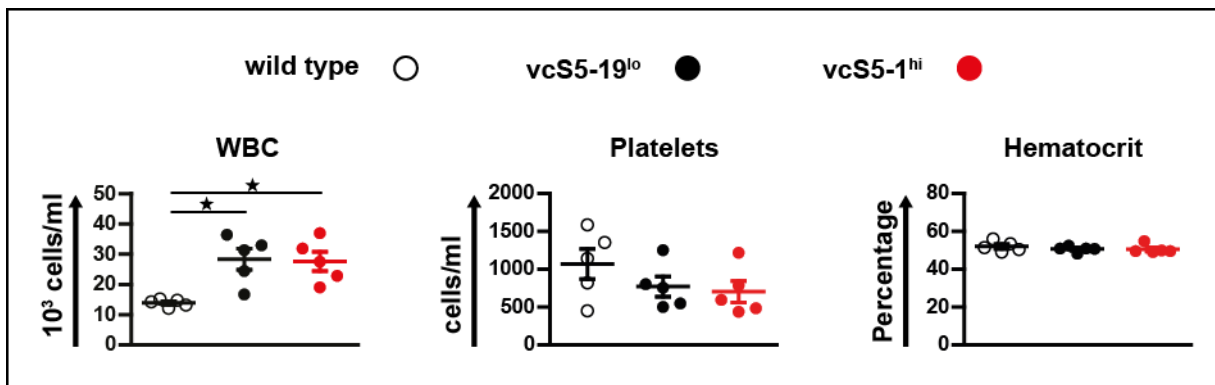 wild type vcS5-19lo vcS5-1hi
WBC
10³ cells/ml
50
40
30
20
10
0
Platelets
cells/ml
2000
1500
1000
500
0
Hematocrit
Percentage
80
60
40
20
0